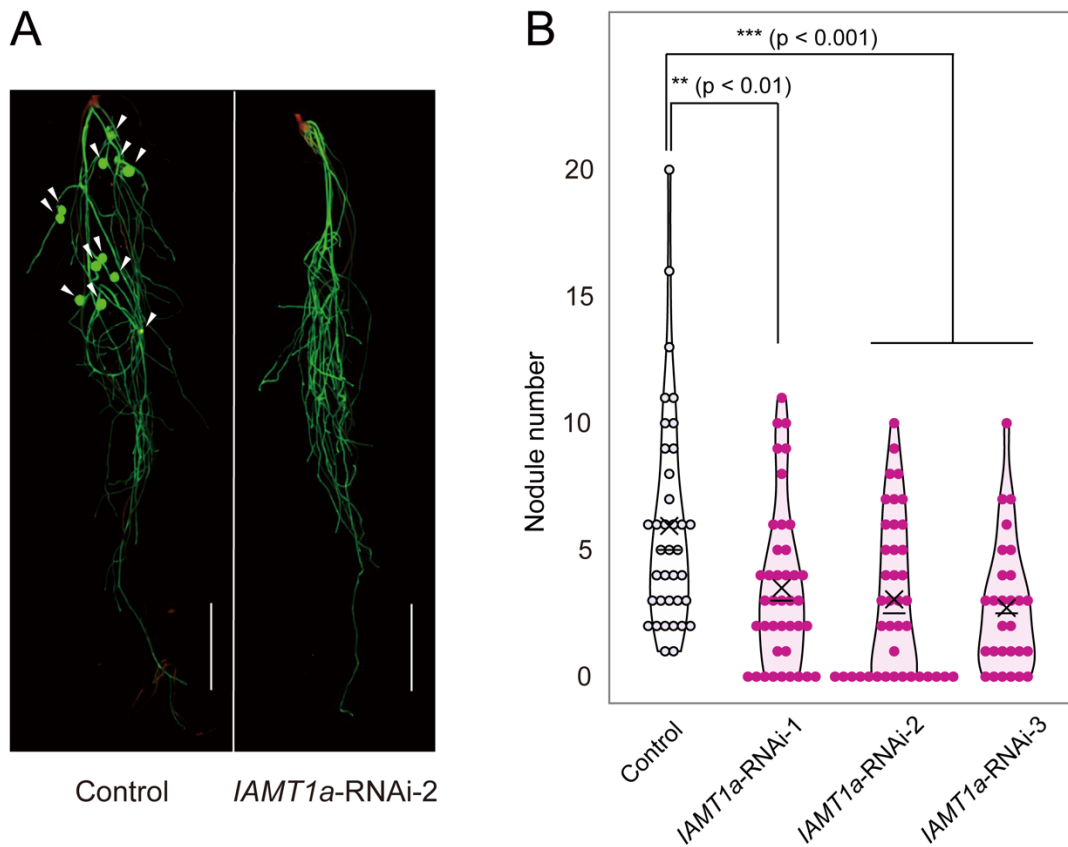 A
B
*** (p < 0.001)
** (p < 0.01)
20
15
10
5
0
Nodule number
Control
IAMT1a-RNAi-2
Control
IAMT1a-RNAi-1
IAMT1a-RNAi-2
IAMT1a-RNAi-3